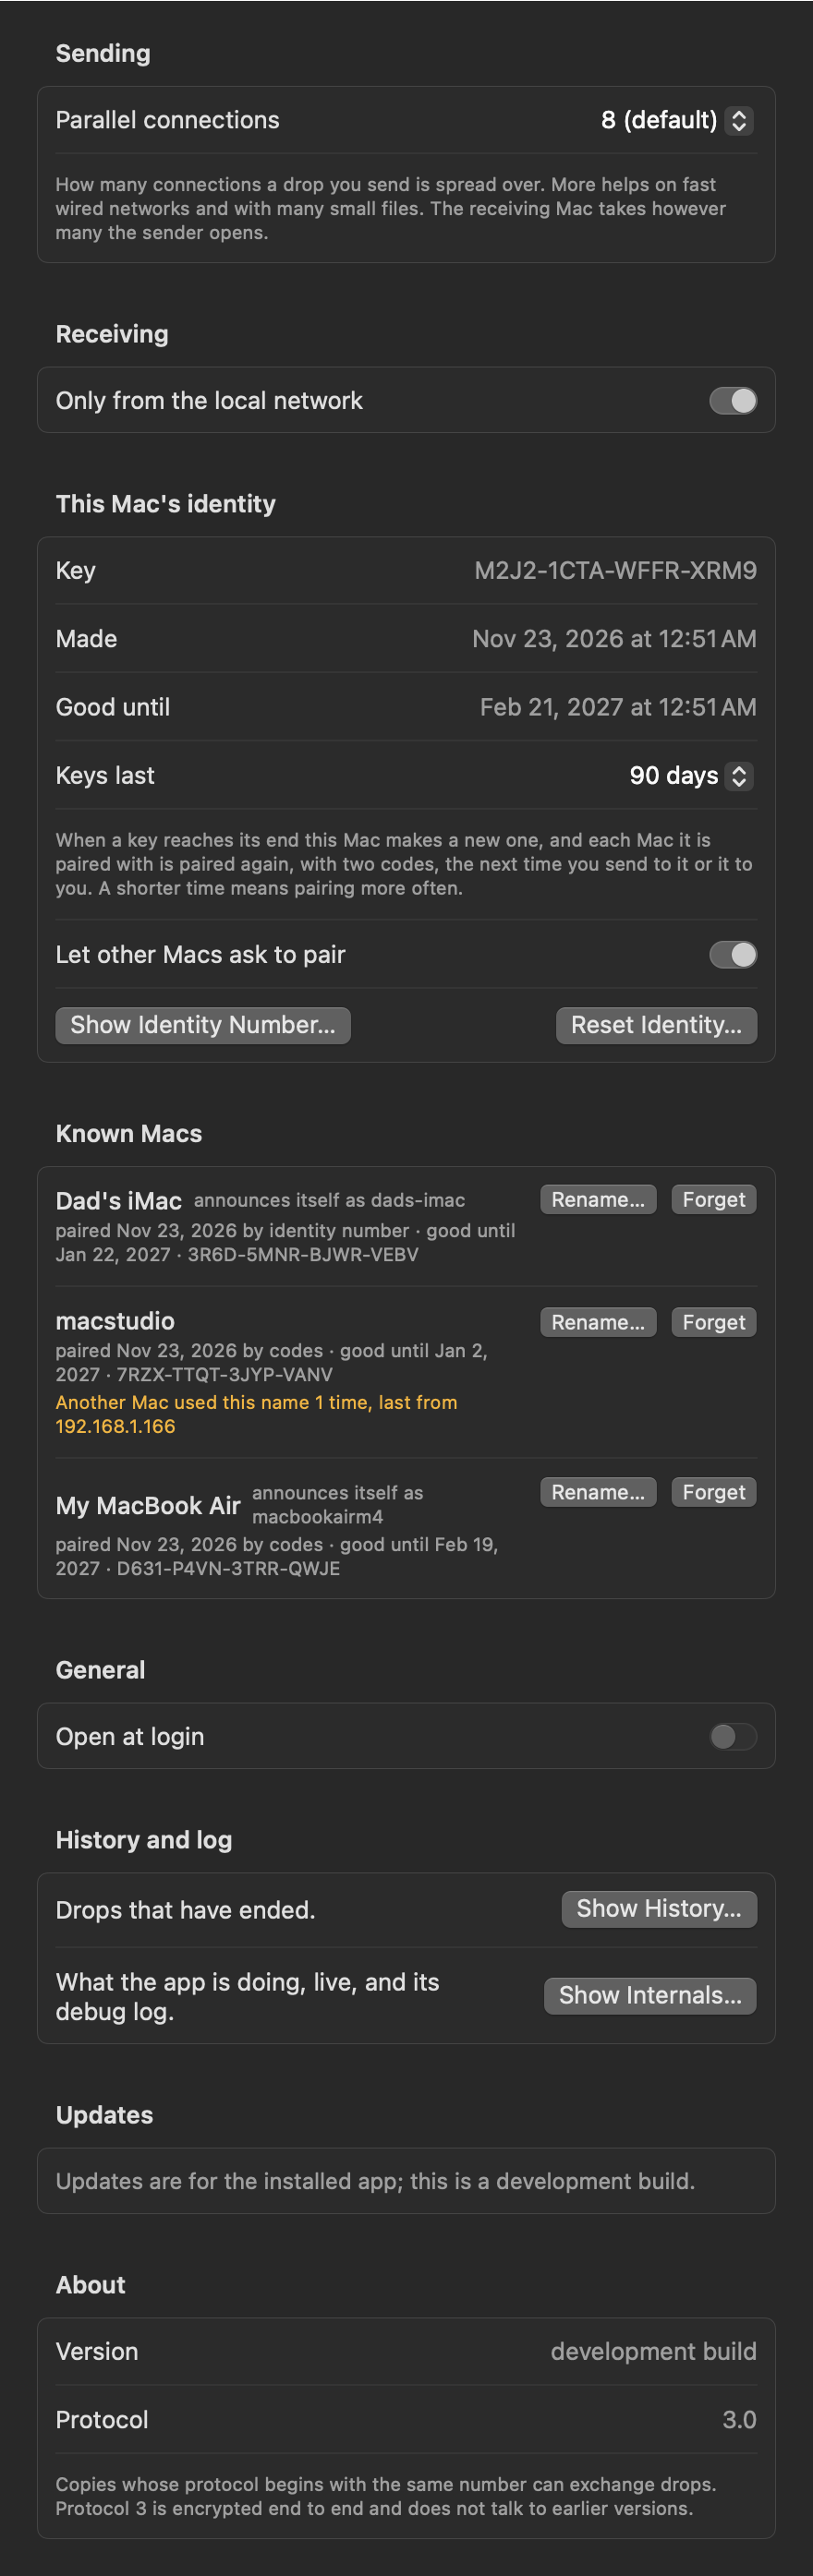 Sending
Parallel connections 8 (default)
How many connections a drop you send is spread over. More helps on fast
wired networks and with many small files. The receiving Mac takes however
many the sender opens.
Receiving
Only from the local network
This Mac's identity
Key M2J2-1CTA-WFFR-XRM9
Made Nov 23, 2026 at 12:51 AM
Good until Feb 21, 2027 at 12:51 AM
Keys last 90 days
When a key reaches its end this Mac makes a new one, and each Mac it is
paired with is paired again, with two codes, the next time you send to it or it to
you. A shorter time means pairing more often.
Let other Macs ask to pair
Show Identity Number... Reset Identity...
Known Macs
Dad's iMac announces itself as dads-imac Rename... Forget
paired Nov 23, 2026 by identity number · good until
Jan 22, 2027 · 3R6D-5MNR-BJWR-VEBV
macstudio Rename... Forget
paired Nov 23, 2026 by codes · good until Jan 2,
2027 · 7RZX-TTQT-3JYP-VANV
Another Mac used this name 1 time, last from
192.168.1.166
My MacBook Air announces itself as Rename... Forget
macbookairm4
paired Nov 23, 2026 by codes · good until Feb 19,
2027 · D631-P4VN-3TRR-QWJE
General
Open at login
History and log
Drops that have ended. Show History...
What the app is doing, live, and its
debug log. Show Internals...
Updates
Updates are for the installed app; this is a development build.
About
Version development build
Protocol 3.0
Copies whose protocol begins with the same number can exchange drops.
Protocol 3 is encrypted end to end and does not talk to earlier versions.